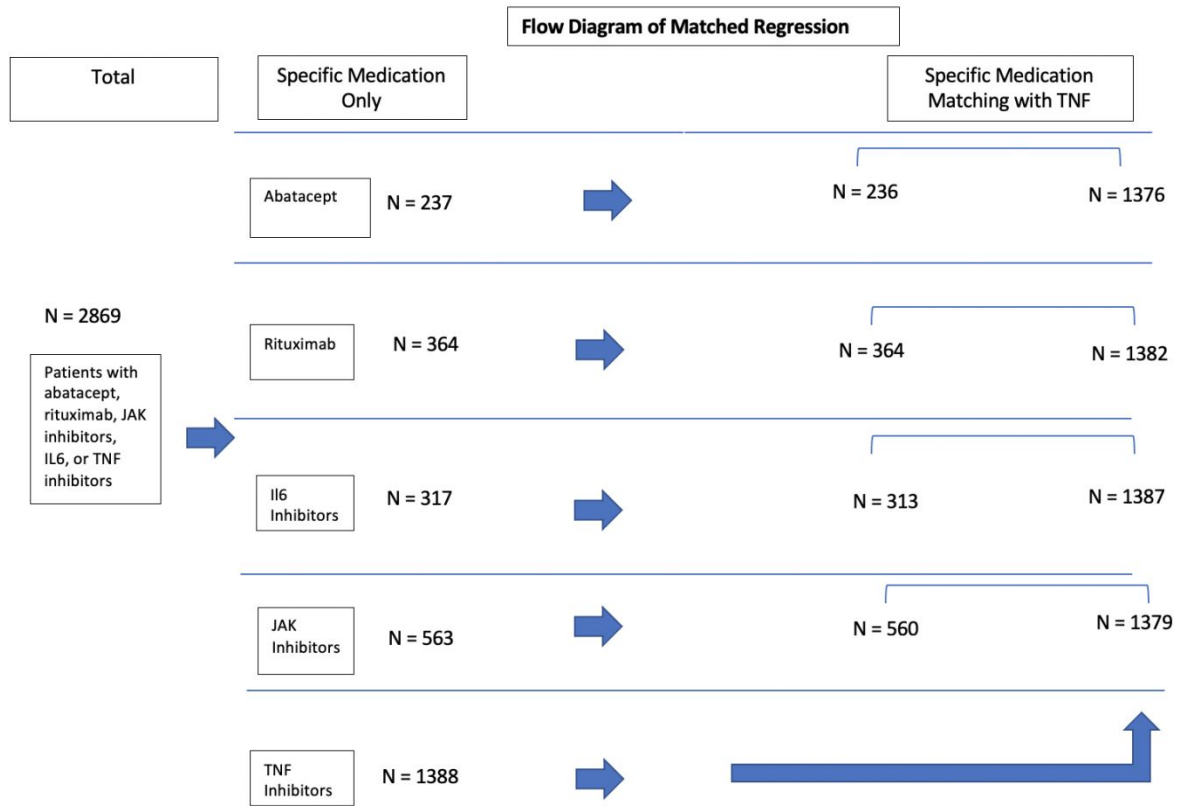 Flow Diagram of Matched Regression
Total
Specific Medication
Only
Specific Medication
Matching with TNF
Abatacept
N = 237
N = 236
N = 1376
N = 2869
Patients with
abatacept,
rituximab, JAK
inhibitors,
IL6, or TNF
inhibitors
Rituximab
N = 364
N = 364
N = 1382
Il6
Inhibitors
N = 317
N = 313
N = 1387
JAK
Inhibitors
N = 563
N = 560
N = 1379
TNF
Inhibitors
N = 1388